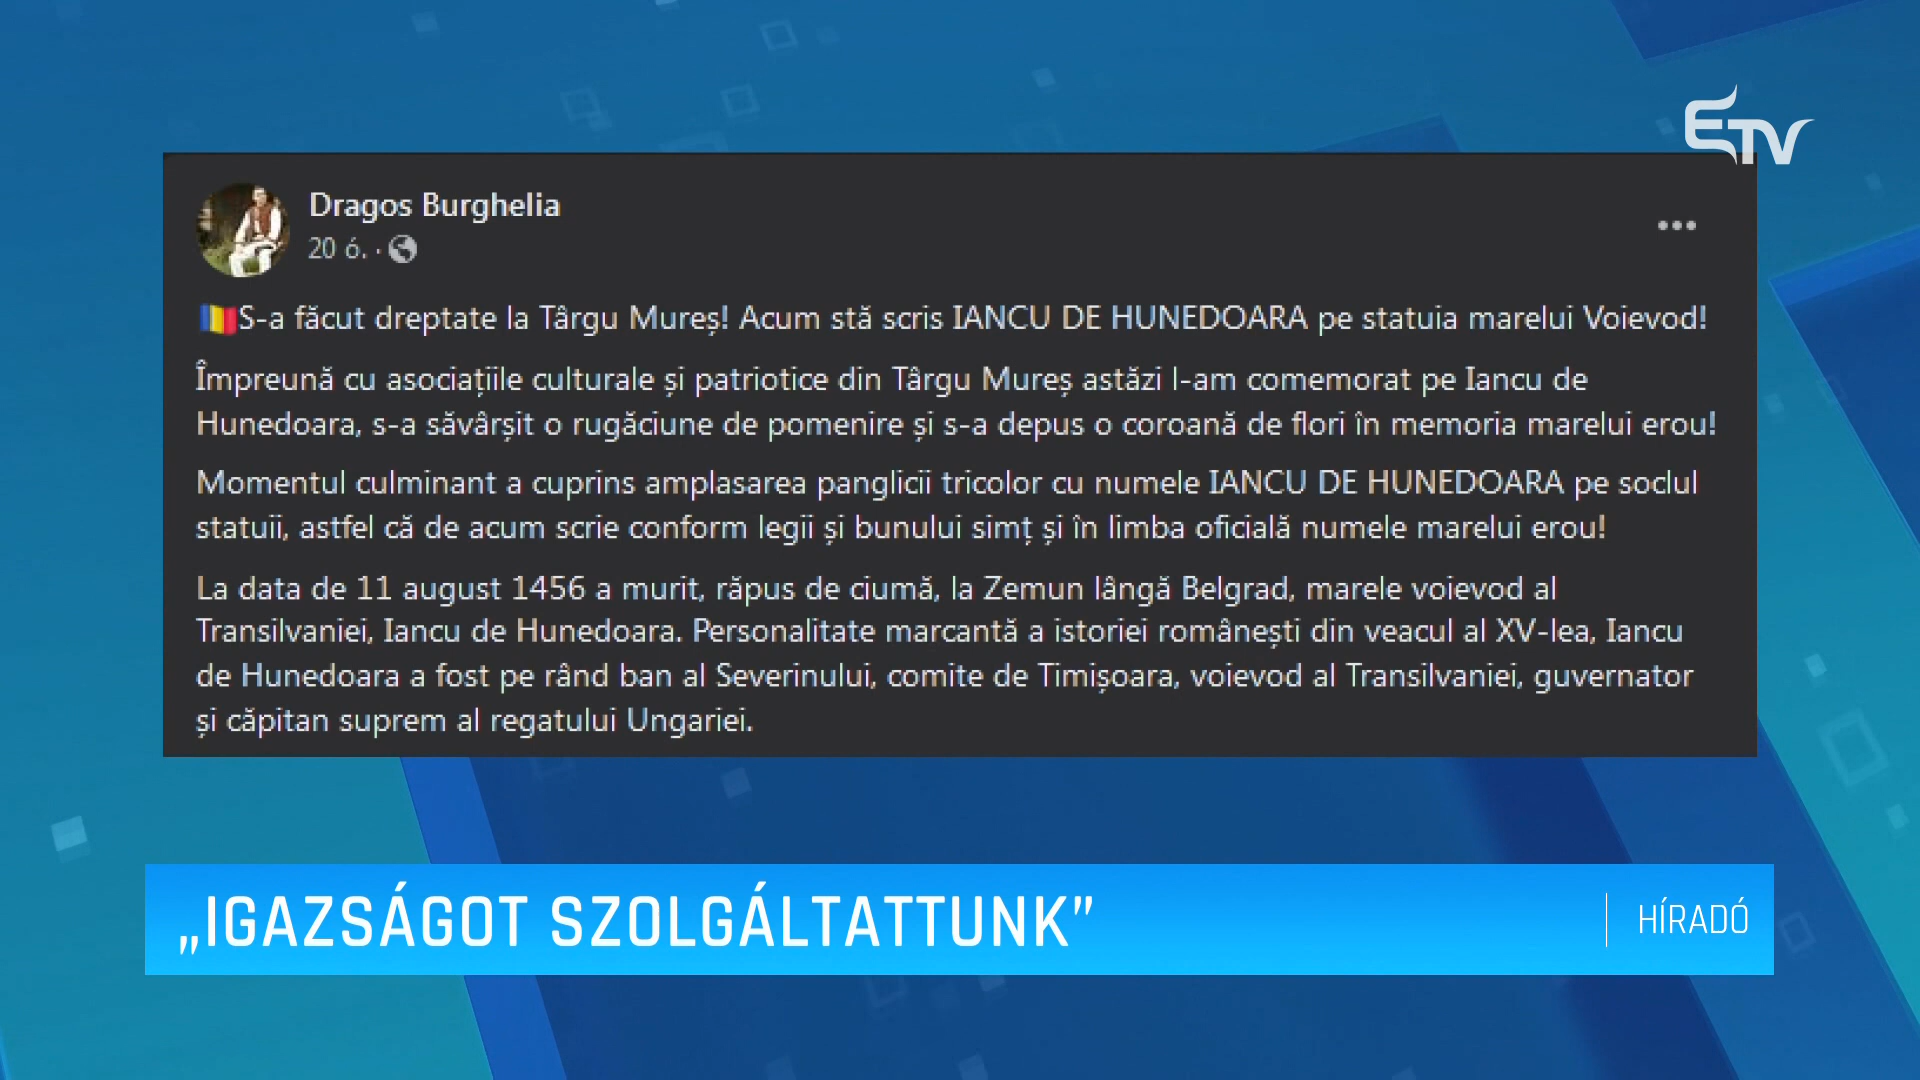 ETV
Dragos Burghelia
20 ó. ·
🇷🇴S-a făcut dreptate la Târgu Mureș! Acum stă scris IANCU DE HUNEDOARA pe statuia marelui Voievod!
Împreună cu asociațiile culturale și patriotice din Târgu Mureș astăzi l-am comemorat pe Iancu de
Hunedoara, s-a săvârșit o rugăciune de pomenire și s-a depus o coroană de flori în memoria marelui erou!
Momentul culminant a cuprins amplasarea panglicii tricolor cu numele IANCU DE HUNEDOARA pe soclul
statuii, astfel că de acum scrie conform legii și bunului simț și în limba oficială numele marelui erou!
La data de 11 august 1456 a murit, răpus de ciumă, la Zemun lângă Belgrad, marele voievod al
Transilvaniei, Iancu de Hunedoara. Personalitate marcantă a istoriei românești din veacul al XV-lea, Iancu
de Hunedoara a fost pe rând ban al Severinului, comite de Timișoara, voievod al Transilvaniei, guvernator
și căpitan suprem al regatului Ungariei.
„IGAZSÁGOT SZOLGÁLTATTUNK”
HÍRADÓ